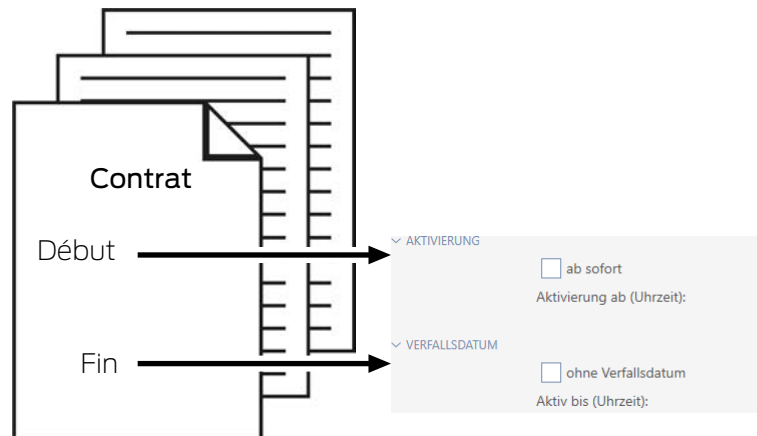 Contrat
Début
AKTIVIERUNG
ab sofort
Aktivierung ab (Uhrzeit):
Fin
VERFALLSDATUM
ohne Verfallsdatum
Aktiv bis (Uhrzeit):